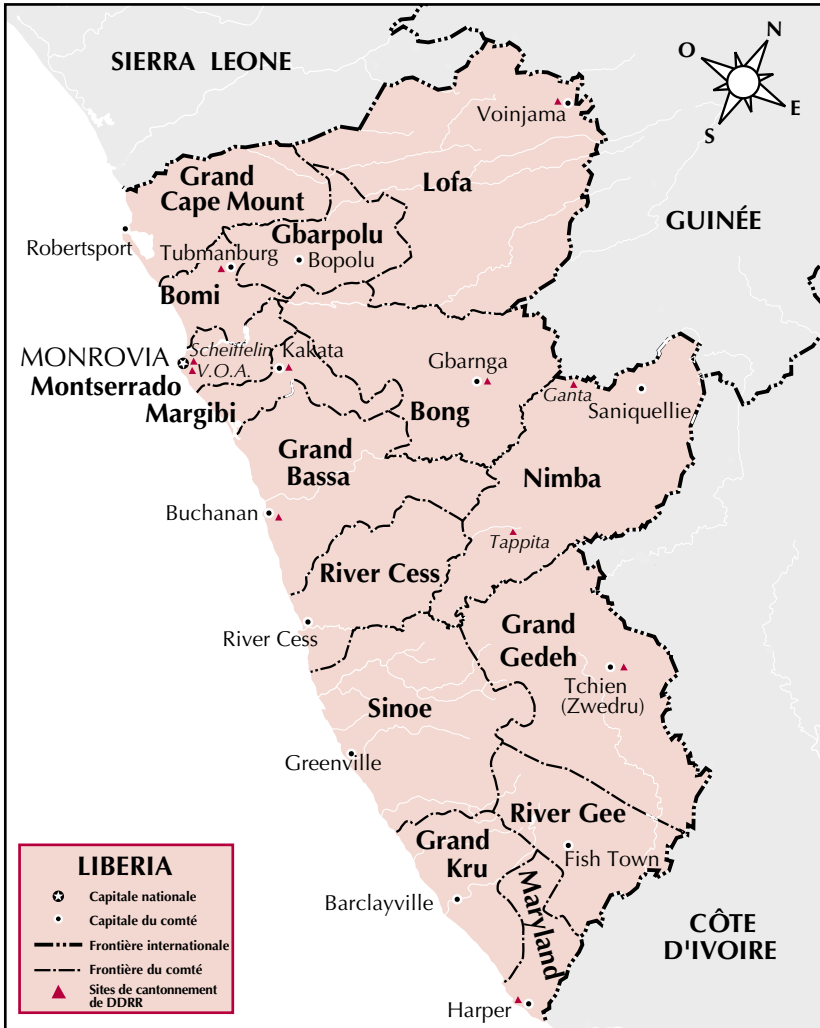 SIERRA LEONE
N
O
E
S
Voinjama
Lofa
Grand
Cape Mount
GUINÉE
Robertsport
Gbarpolu
Tubmanburg
Bopolu
Bomi
MONROVIA
Scheiffelin
V.O.A.
Kakata
Montserrado
Margibi
Gbarnga
Bong
Ganta
Saniquellie
Grand
Bassa
Nimba
Buchanan
Tappita
River Cess
River Cess
Grand
Gedeh
Tchien
(Zwedru)
Sinoe
Greenville
River Gee
Fish Town
Grand
Kru
Barclayville
Maryland
Harper
CÔTE
D'IVOIRE
LIBERIA
Capitale nationale
Capitale du comté
Frontière internationale
Frontière du comté
Sites de cantonnement
de DDRR